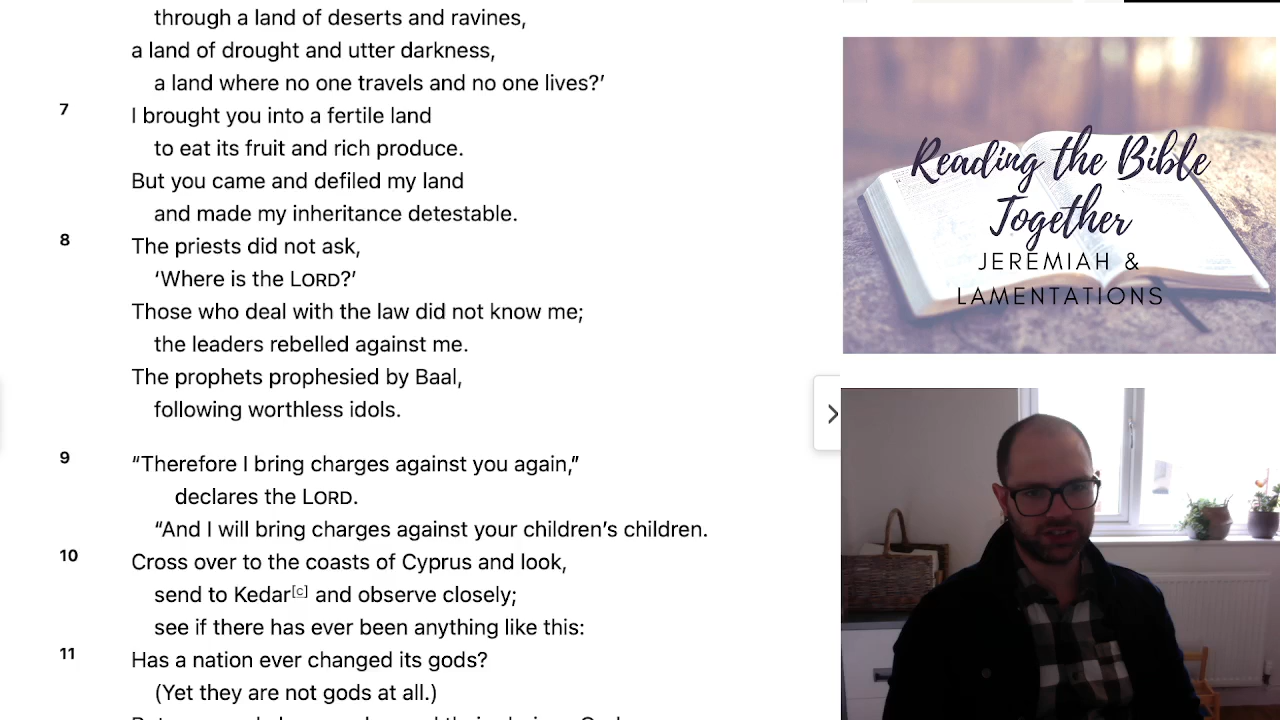 through a land of deserts and ravines,
a land of drought and utter darkness,
a land where no one travels and no one lives?’
7 I brought you into a fertile land
to eat its fruit and rich produce.
But you came and defiled my land
and made my inheritance detestable.
8 The priests did not ask,
‘Where is the LORD?’
Those who deal with the law did not know me;
the leaders rebelled against me.
The prophets prophesied by Baal,
following worthless idols.
9 “Therefore I bring charges against you again,”
declares the LORD.
“And I will bring charges against your children’s children.
10 Cross over to the coasts of Cyprus and look,
send to Kedar[c] and observe closely;
see if there has ever been anything like this:
11 Has a nation ever changed its gods?
(Yet they are not gods at all.)
Reading the Bible
Together
JEREMIAH &
LAMENTATIONS